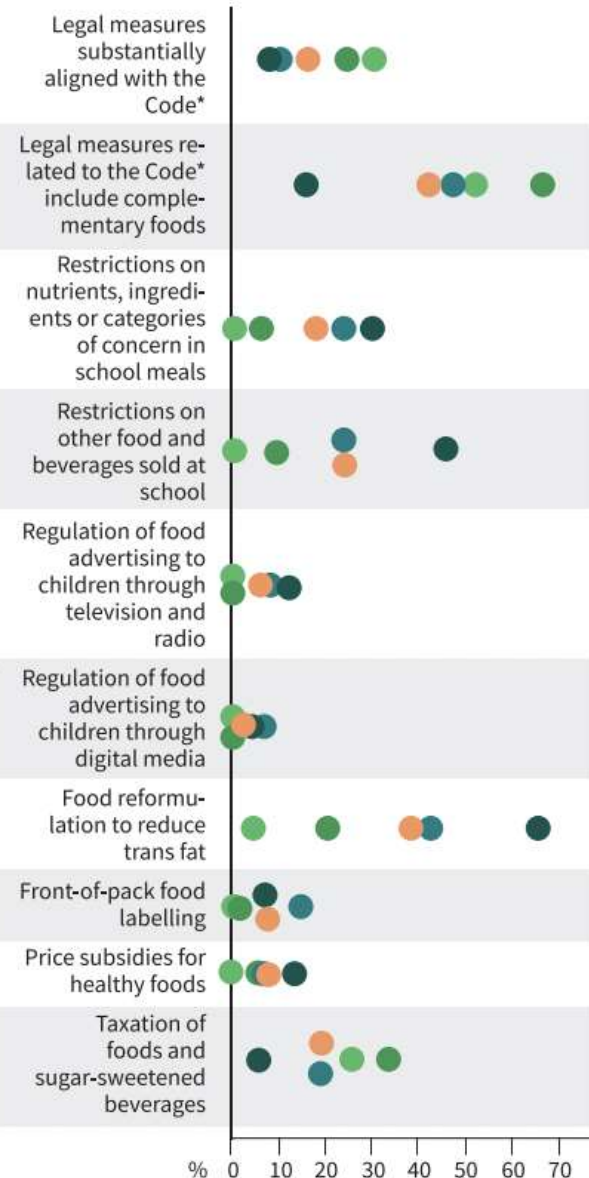 Legal measures
substantially
aligned with the
Code*
Legal measures re-
lated to the Code*
include comple-
mentary foods
Restrictions on
nutrients, ingredi-
ents or categories
of concern in
school meals
Restrictions on
other food and
beverages sold at
school
Regulation of food
advertising to
children through
television and
radio
Regulation of food
advertising to
children through
digital media
Food reformu-
lation to reduce
trans fat
Front-of-pack food
labelling
Price subsidies for
healthy foods
Taxation of
foods and
sugar-sweetened
beverages
% 0 10 20 30 40 50 60 70